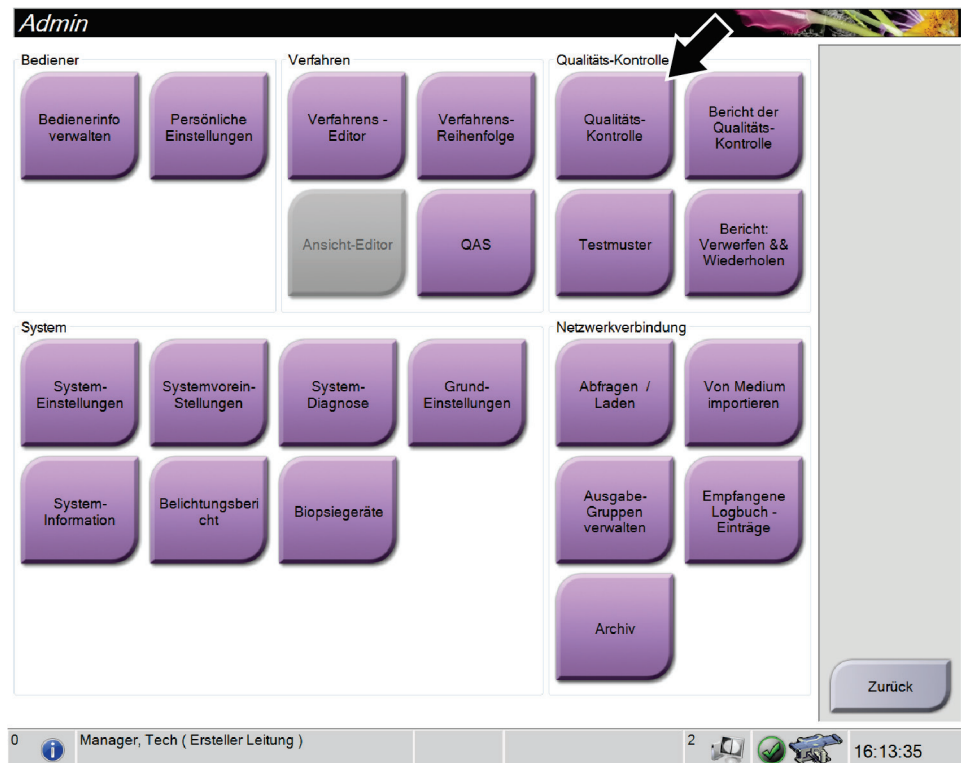 Admin
Bediener
Bedienerinfo
verwalten
Persönliche
Einstellungen
Verfahren
Verfahrens -
Editor
Verfahrens-
Reihenfolge
Ansicht-Editor
QAS
Qualitäts-Kontrolle
Qualitäts-
Kontrolle
Bericht der
Qualitäts-
Kontrolle
Testmuster
Bericht:
Verwerfen &&
Wiederholen
System
System-
Einstellungen
Systemvorein-
Stellungen
System-
Diagnose
Grund-
Einstellungen
System-
Information
Belichtungsberi
cht
Biopsiegeräte
Netzwerkverbindung
Abfragen /
Laden
Von Medium
importieren
Ausgabe-
Gruppen
verwalten
Empfangene
Logbuch -
Einträge
Archiv
Zurück
0
Manager, Tech ( Ersteller Leitung )
2
16:13:35